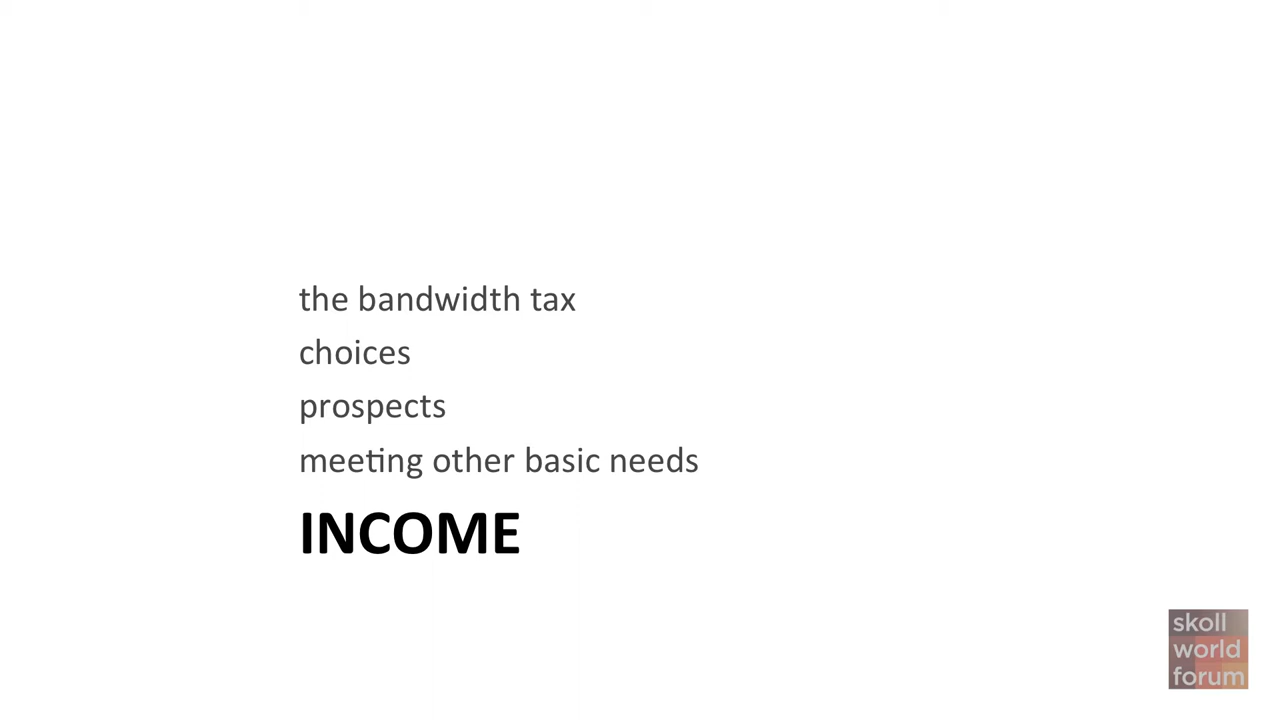 the bandwidth tax
choices
prospects
meeting other basic needs
INCOME
skoll
world
forum